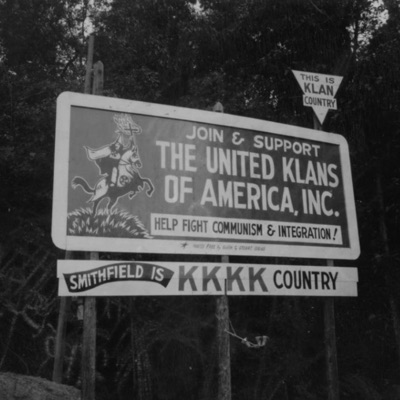 THIS IS
KLAN
COUNTRY
JOIN & SUPPORT
THE UNITED KLANS
OF AMERICA, INC.
HELP FIGHT COMMUNISM & INTEGRATION!
SMITHFIELD IS KKKK COUNTRY